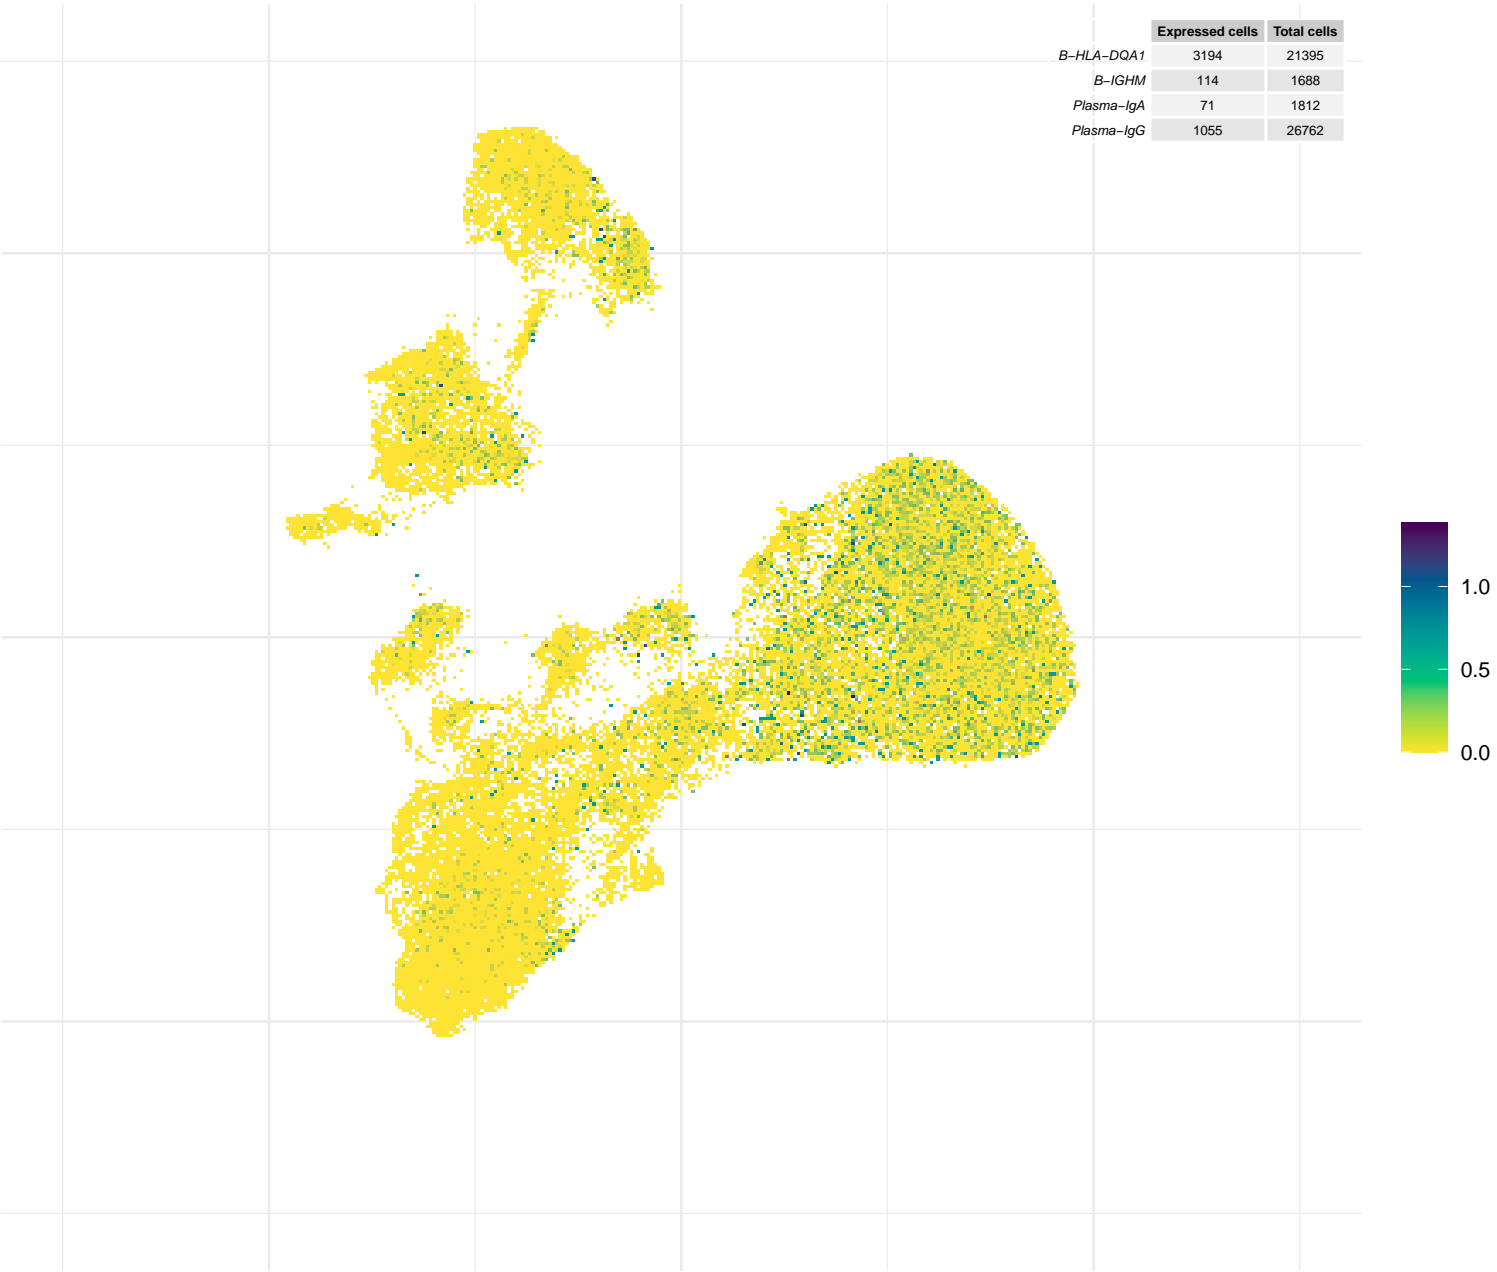 Expressed cells Total cells
B−HLA−DQA1 3194 21395
B−IGHM 114 1688
Plasma−IgA 71 1812
Plasma−IgG 1055 26762
1.0
0.5
0.0